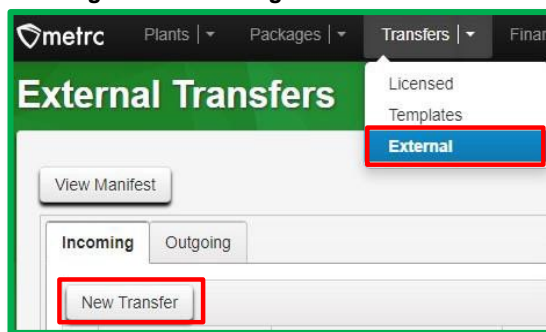 metrc Plants | Packages | Transfers |
External Transfers
Licensed
Templates
External
View Manifest
Incoming Outgoing
New Transfer